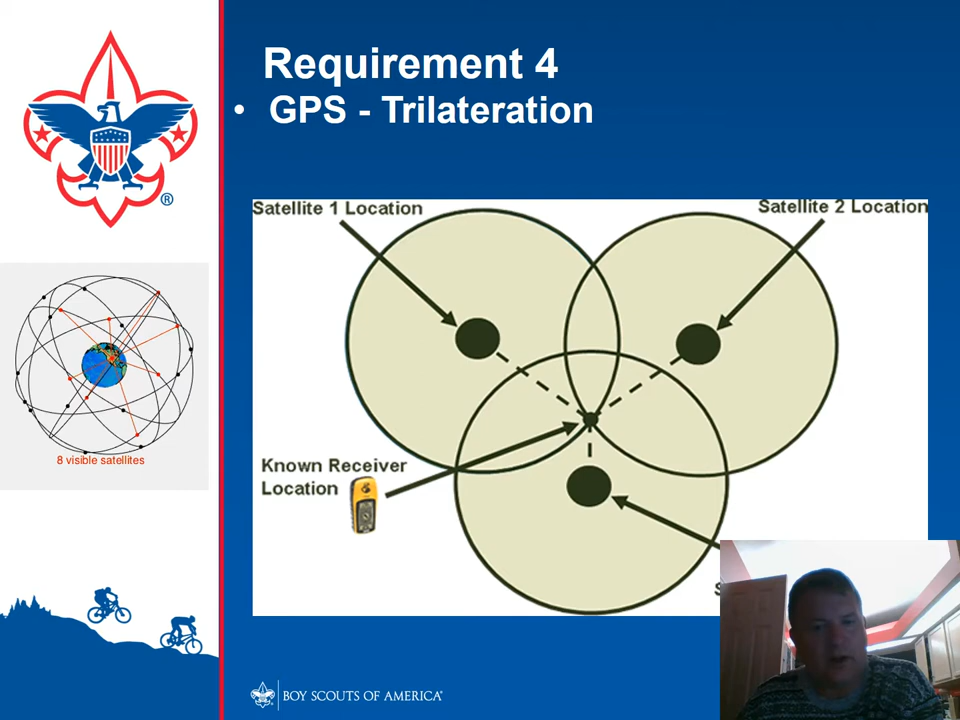 Requirement 4
• GPS - Trilateration
Satellite 1 Location
Satellite 2 Location
8 visible satellites
Known Receiver
Location
BOY SCOUTS OF AMERICA®